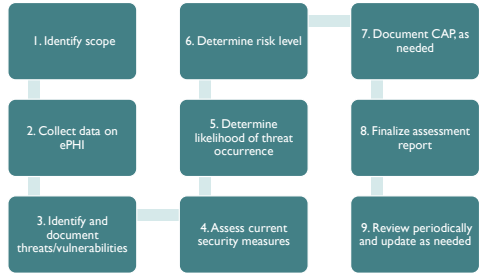 1. Identify scope
2. Collect data on
ePHI
3. Identify and
document
threats/vulnerabilities
4. Assess current
security measures
5. Determine
likelihood of threat
occurrence
6. Determine risk level
7. Document CAP, as
needed
8. Finalize assessment
report
9. Review periodically
and update as needed